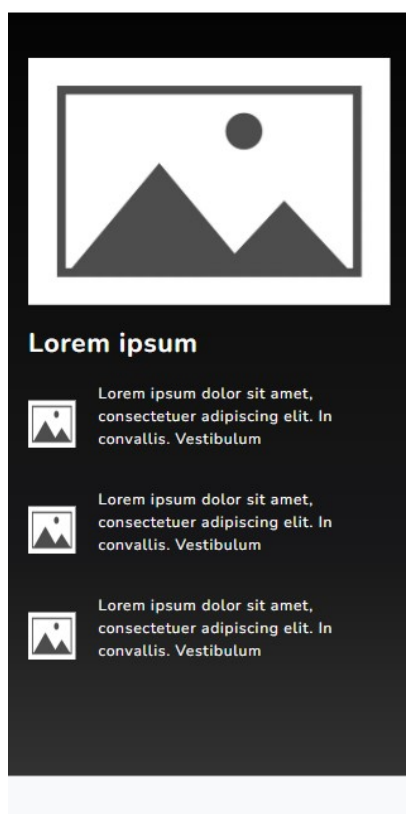 Lorem ipsum
Lorem ipsum dolor sit amet,
consectetuer adipiscing elit. In
convallis. Vestibulum
Lorem ipsum dolor sit amet,
consectetuer adipiscing elit. In
convallis. Vestibulum
Lorem ipsum dolor sit amet,
consectetuer adipiscing elit. In
convallis. Vestibulum